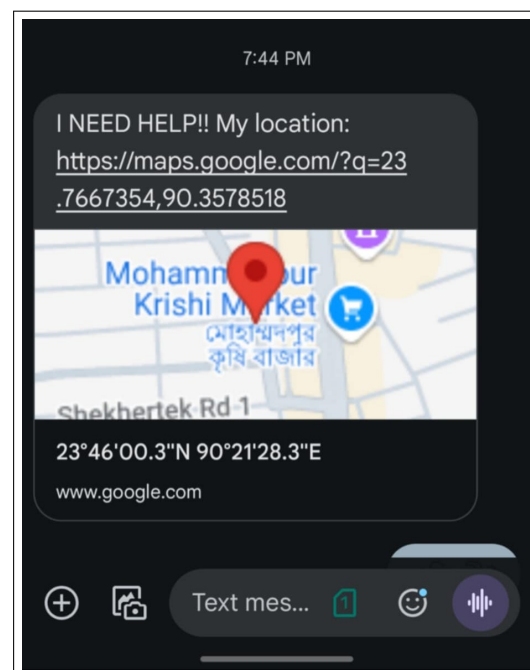 7:44 PM
I NEED HELP!! My location:
https://maps.google.com/?q=23
.7667354,90.3578518
Krishi
মোহাম্মদপুর
কৃষি বাজার
Shekhertek Rd 1
23°46'00.3"N 90°21'28.3"E
www.google.com
Text mes...
1